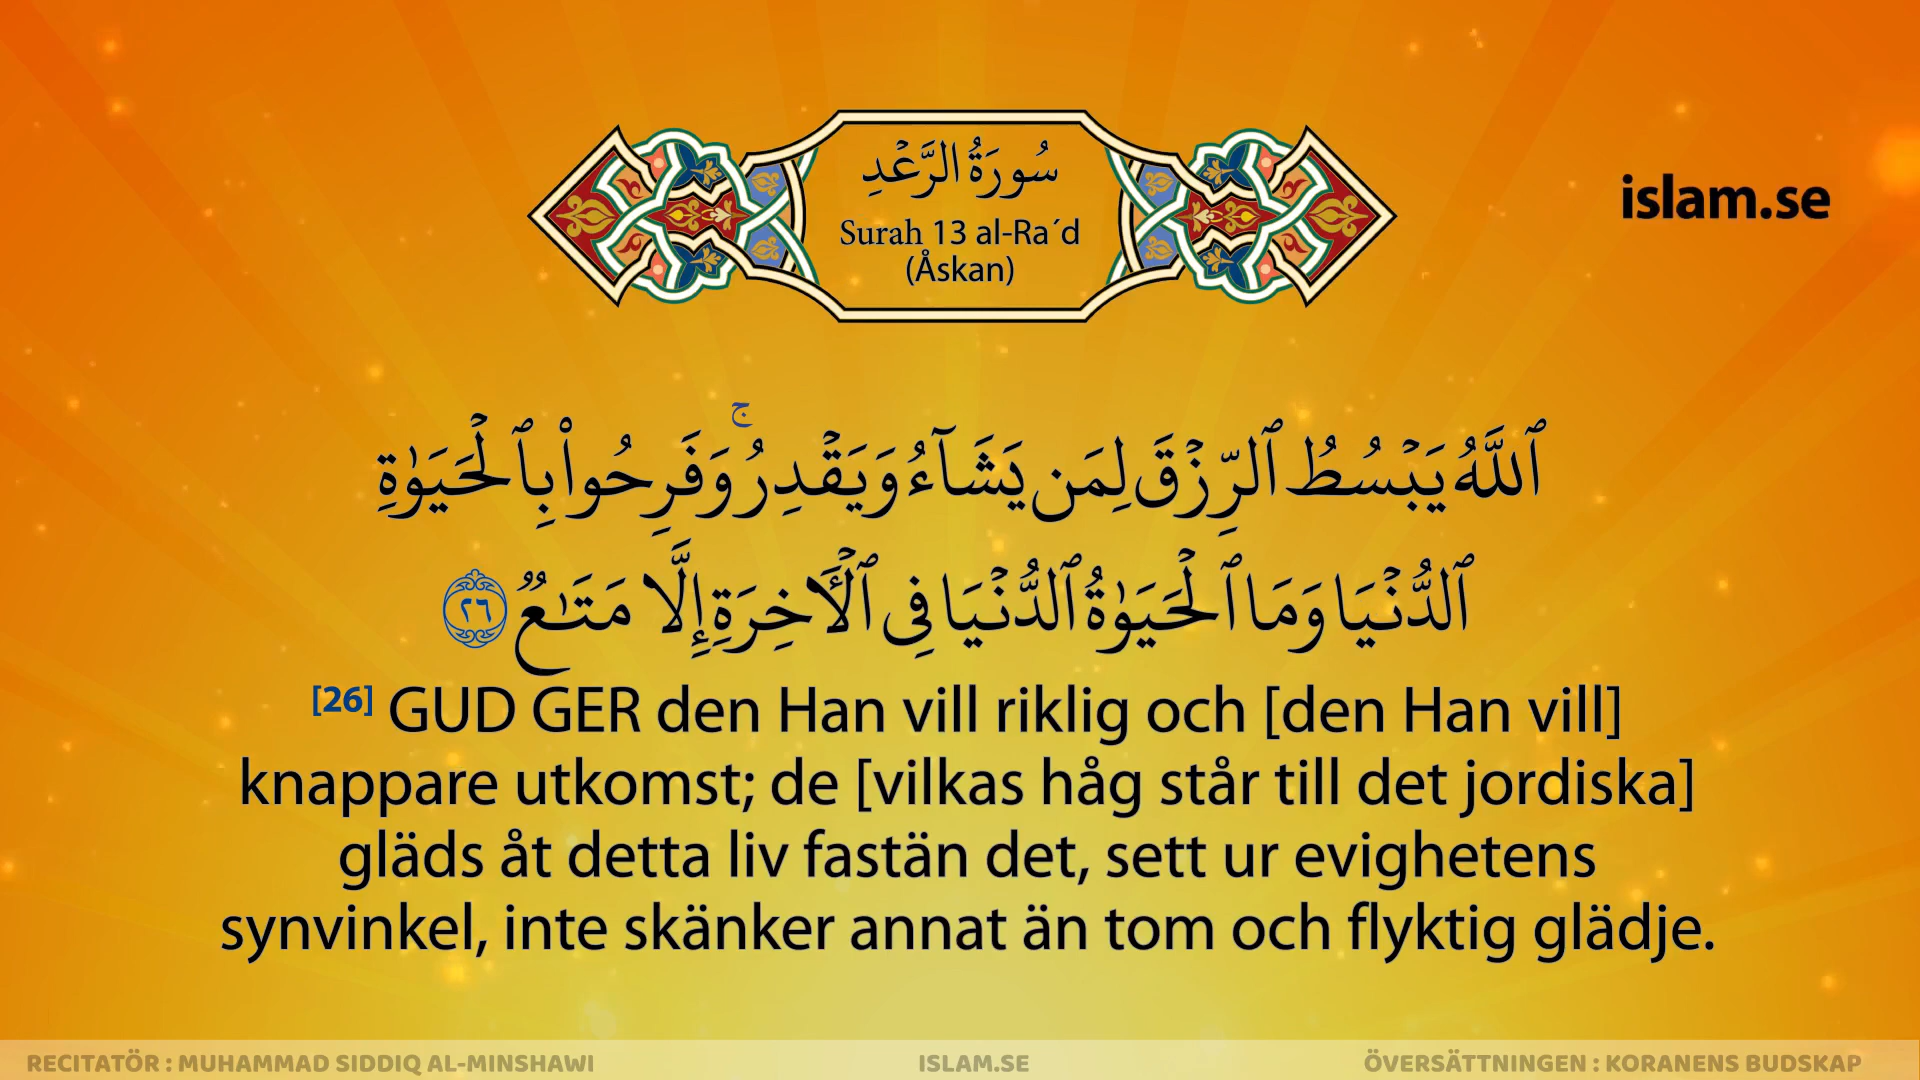 سُورَةُ الرَّعْدِ
Surah 13 al-Ra´d
(Åskan)
islam.se
ٱللَّهُ يَبْسُطُ ٱلرِّزْقَ لِمَن يَشَآءُ وَيَقْدِرُ ۚ وَفَرِحُوا۟ بِٱلْحَيَوٰةِ
ٱلدُّنْيَا وَمَا ٱلْحَيَوٰةُ ٱلدُّنْيَا فِى ٱلْـَٔاخِرَةِ إِلَّا مَتَـٰعٌ ٢٦
[26] GUD GER den Han vill riklig och [den Han vill]
knappare utkomst; de [vilkas håg står till det jordiska]
gläds åt detta liv fastän det, sett ur evighetens
synvinkel, inte skänker annat än tom och flyktig glädje.
RECITATÖR : MUHAMMAD SIDDIQ AL-MINSHAWI
ISLAM.SE
ÖVERSÄTTNINGEN : KORANENS BUDSKAP